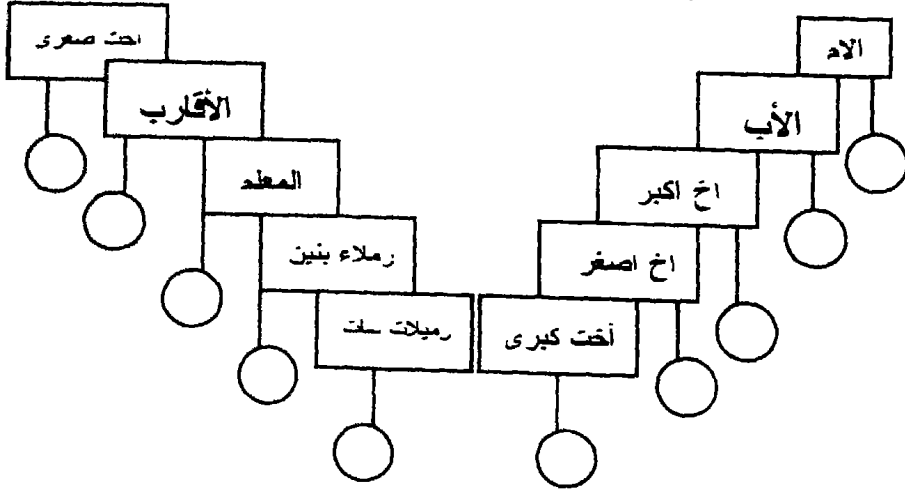 الام
الأب
اخ اكبر
اخ اصغر
أخت كبرى
زميلات بنات
زملاء بنين
المعلم
الأقارب
اخت صغرى